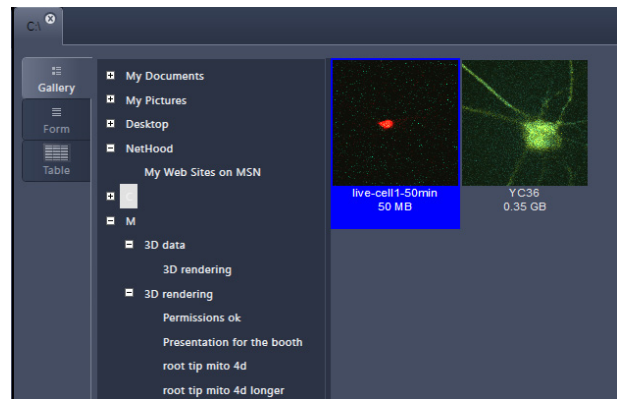 C:\
Gallery
Form
Table
My Documents
My Pictures
Desktop
NetHood
My Web Sites on MSN
C
M
3D data
3D rendering
3D rendering
Permissions ok
Presentation for the booth
root tip mito 4d
root tip mito 4d longer
live-cell1-50min
50 MB
YC36
0.35 GB